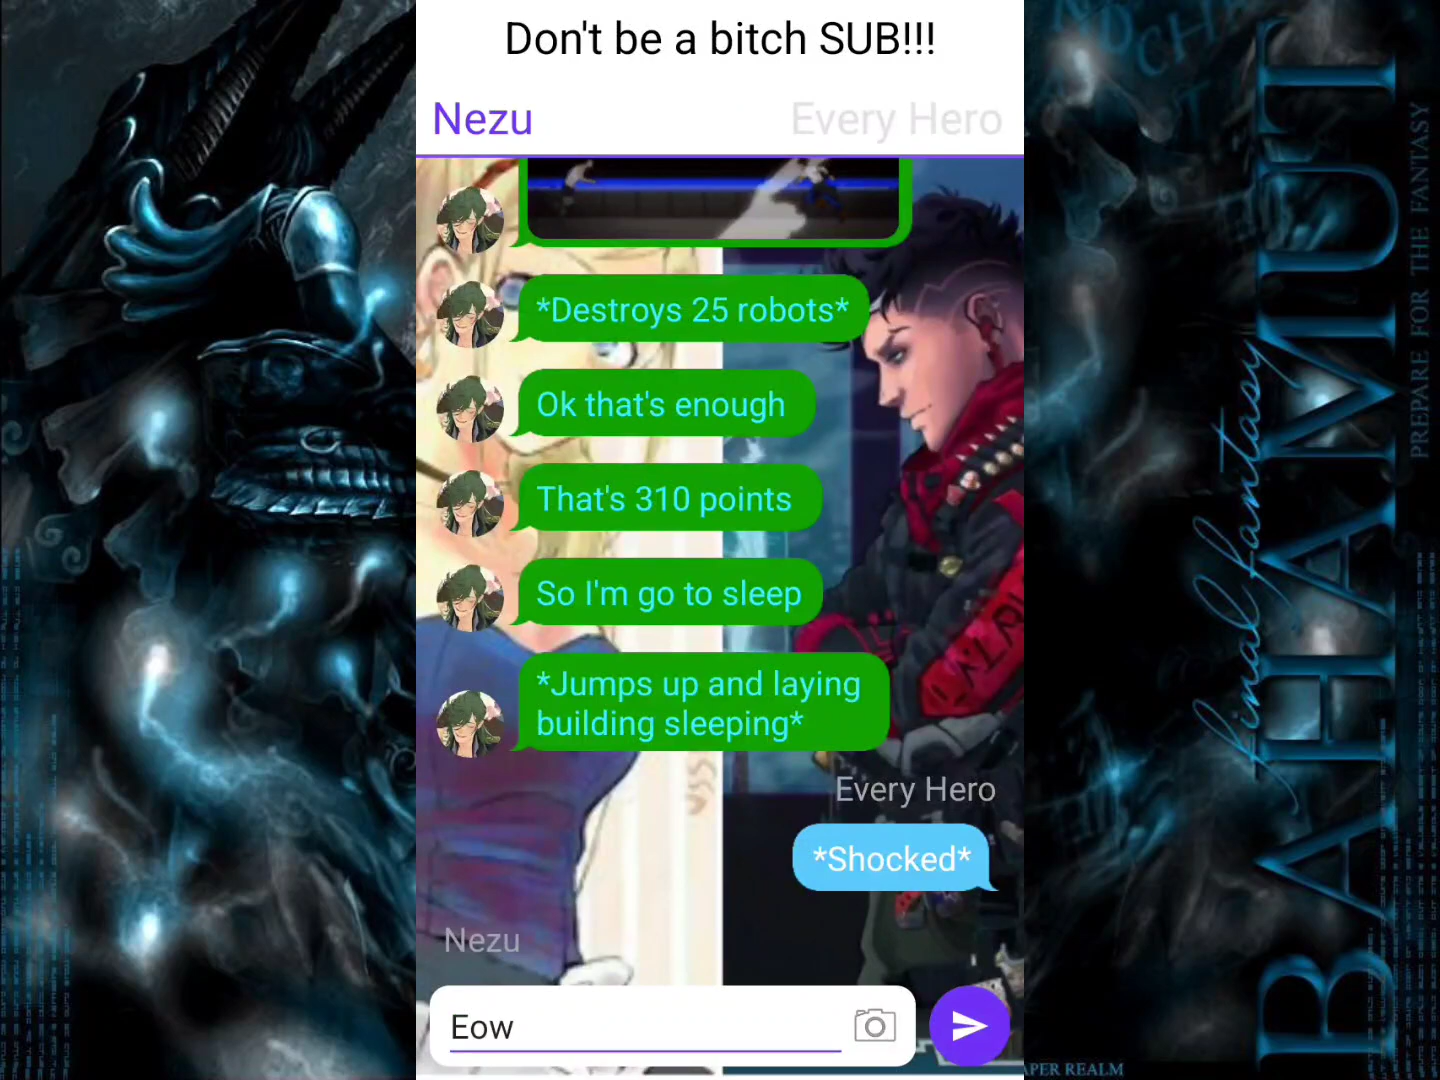 Don't be a bitch SUB!!!
Nezu
Every Hero
*Destroys 25 robots*
Ok that's enough
That's 310 points
So I'm go to sleep
*Jumps up and laying
building sleeping*
Every Hero
*Shocked*
Nezu
Eow
final fantasy
BAHAMUT
PREPARE FOR THE FANTASY
APER REALM